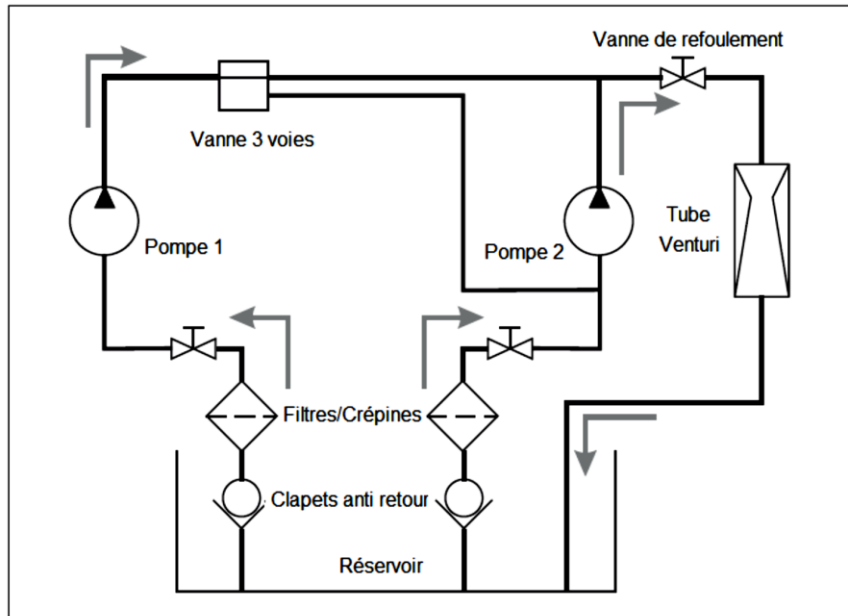 Vanne de refoulement
Vanne 3 voies
Pompe 1
Pompe 2
Tube
Venturi
Filtres/Crépines
Clapets anti retour
Réservoir